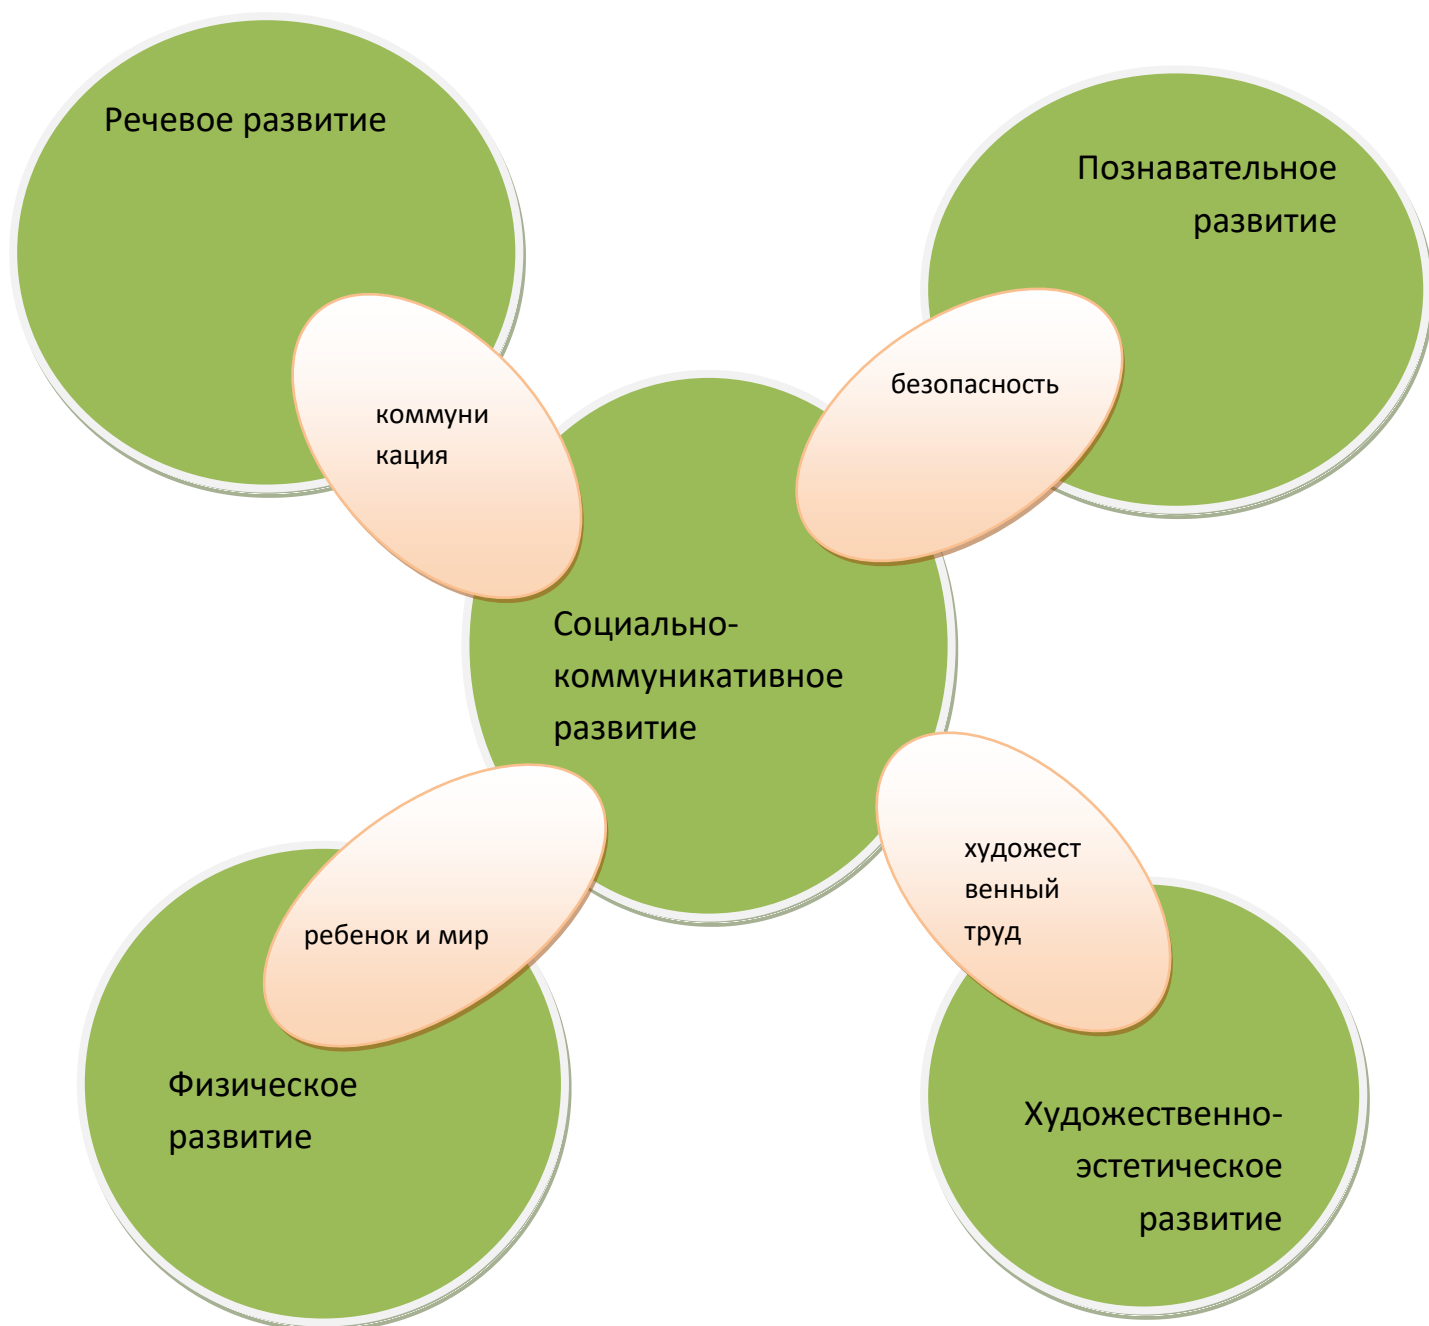 Речевое развитие
Познавательное
развитие
коммуни
кация
безопасность
Социально-
коммуникативное
развитие
ребенок и мир
художест
венный
труд
Физическое
развитие
Художественно-
эстетическое
развитие